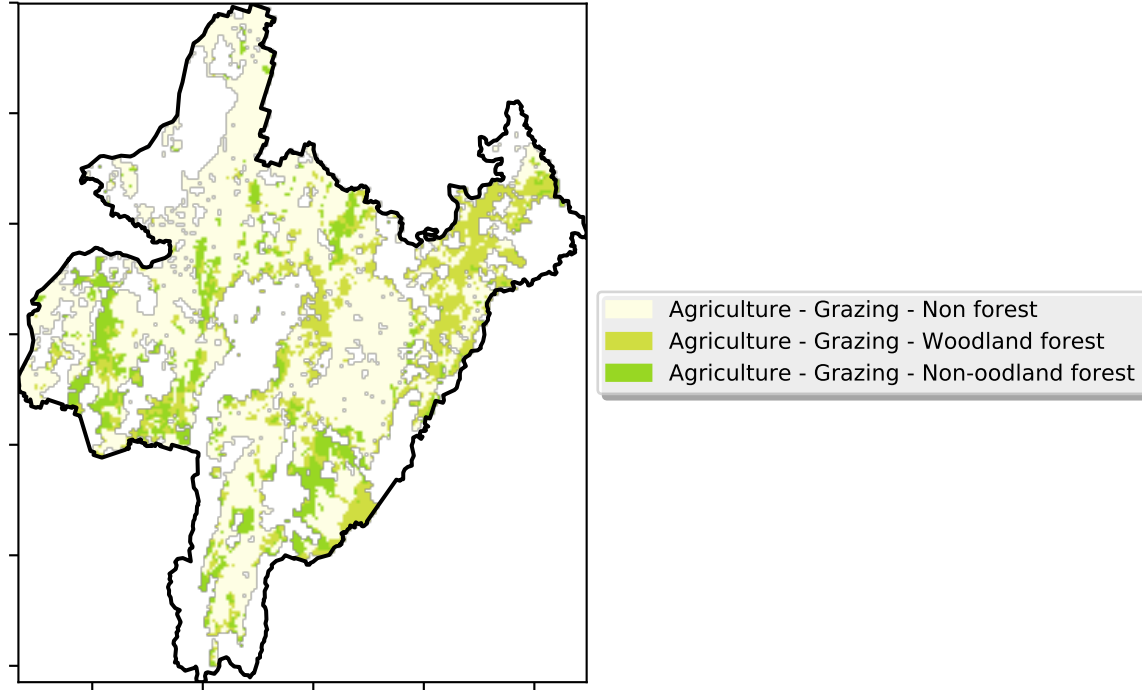 Agriculture - Grazing - Non forest
Agriculture - Grazing - Woodland forest
Agriculture - Grazing - Non-oodland forest